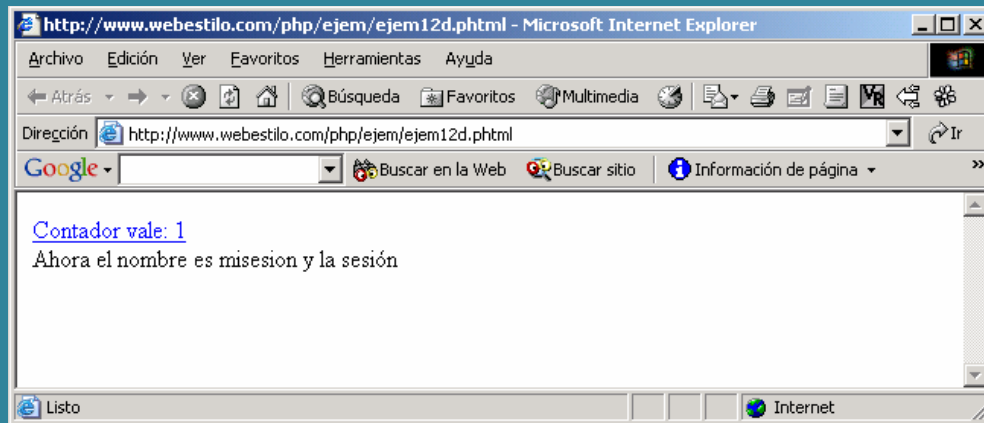 http://www.webestilo.com/php/ejem/ejem12d.phtml - Microsoft Internet Explorer
Archivo Edición Ver Favoritos Herramientas Ayuda
Atrás Búsqueda Favoritos Multimedia
Dirección http://www.webestilo.com/php/ejem/ejem12d.phtml Ir
Google Buscar en la Web Buscar sitio Información de página »
Contador vale: 1
Ahora el nombre es misesion y la sesión
Listo Internet